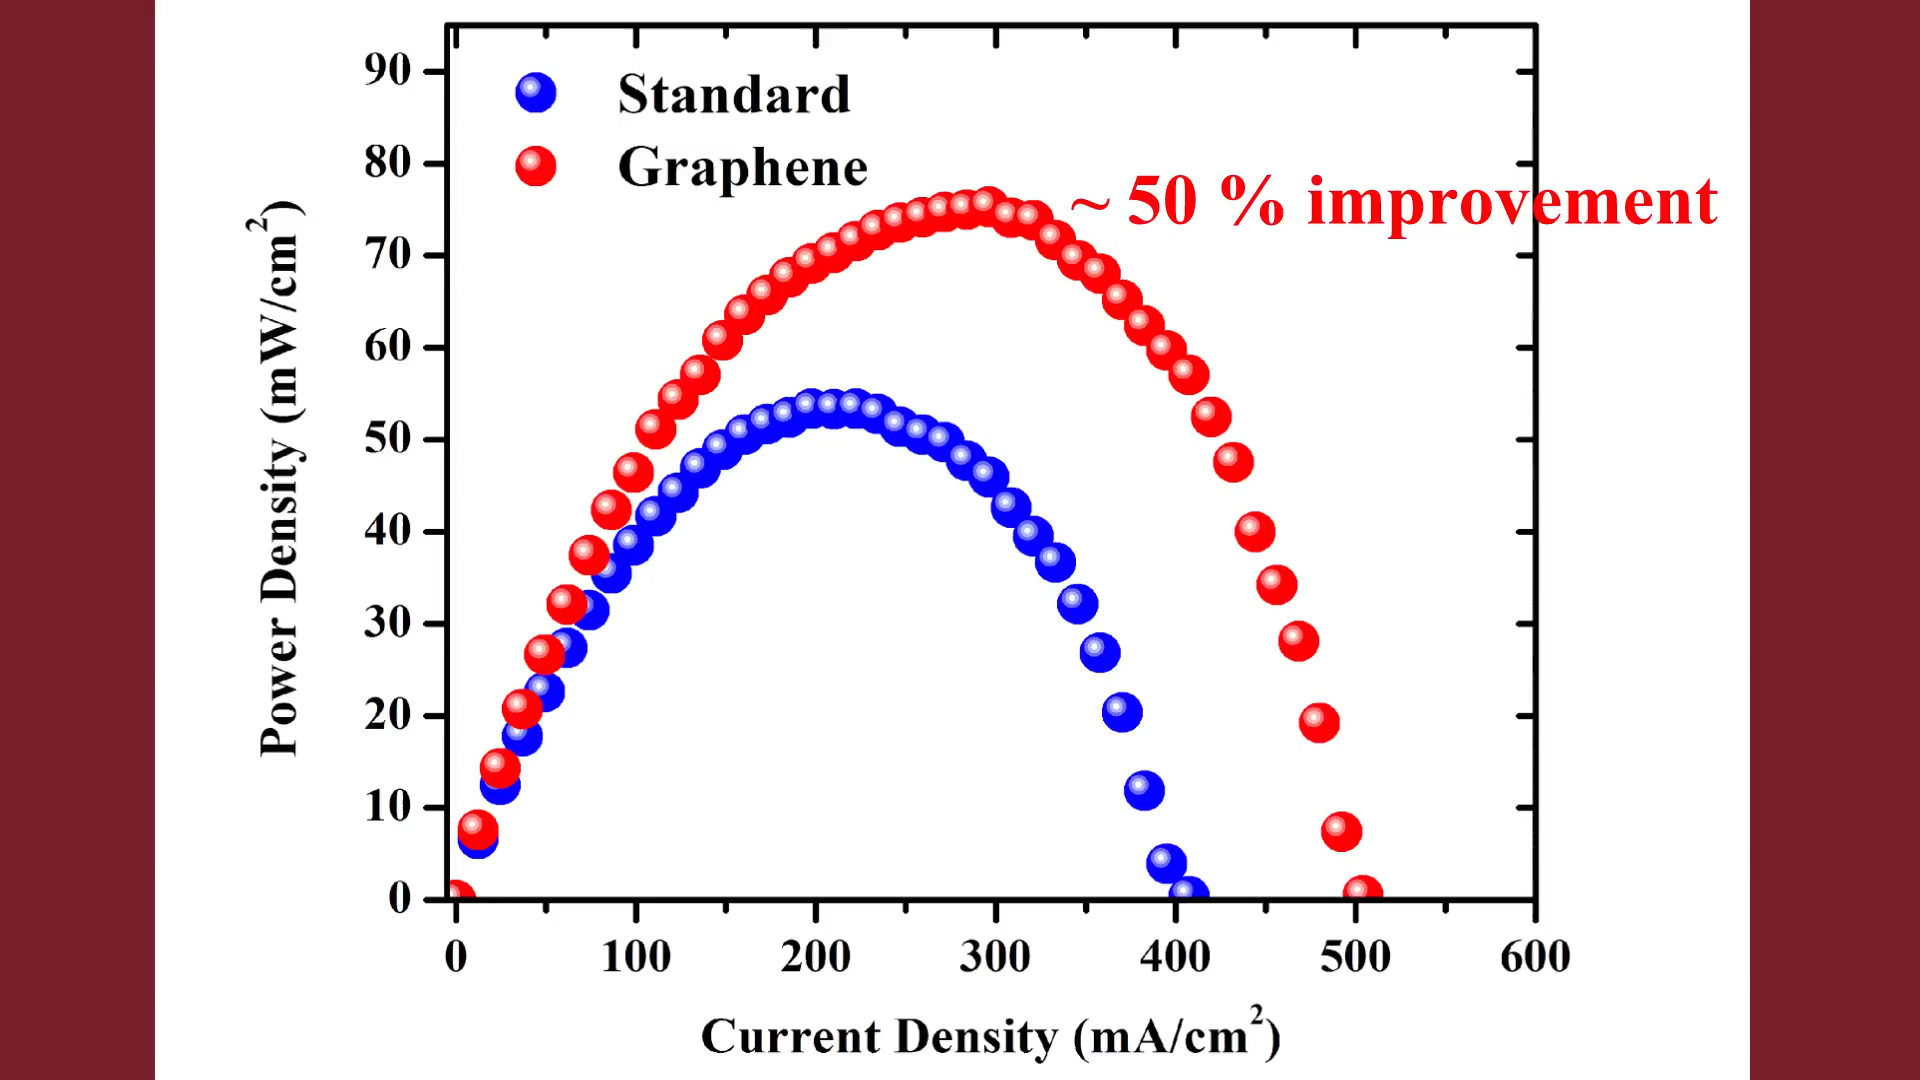 90
Standard
80
Graphene
~ 50 % improvement
70
60
50
40
30
20
10
0
Power Density (mW/cm²)
0 100 200 300 400 500 600
Current Density (mA/cm²)